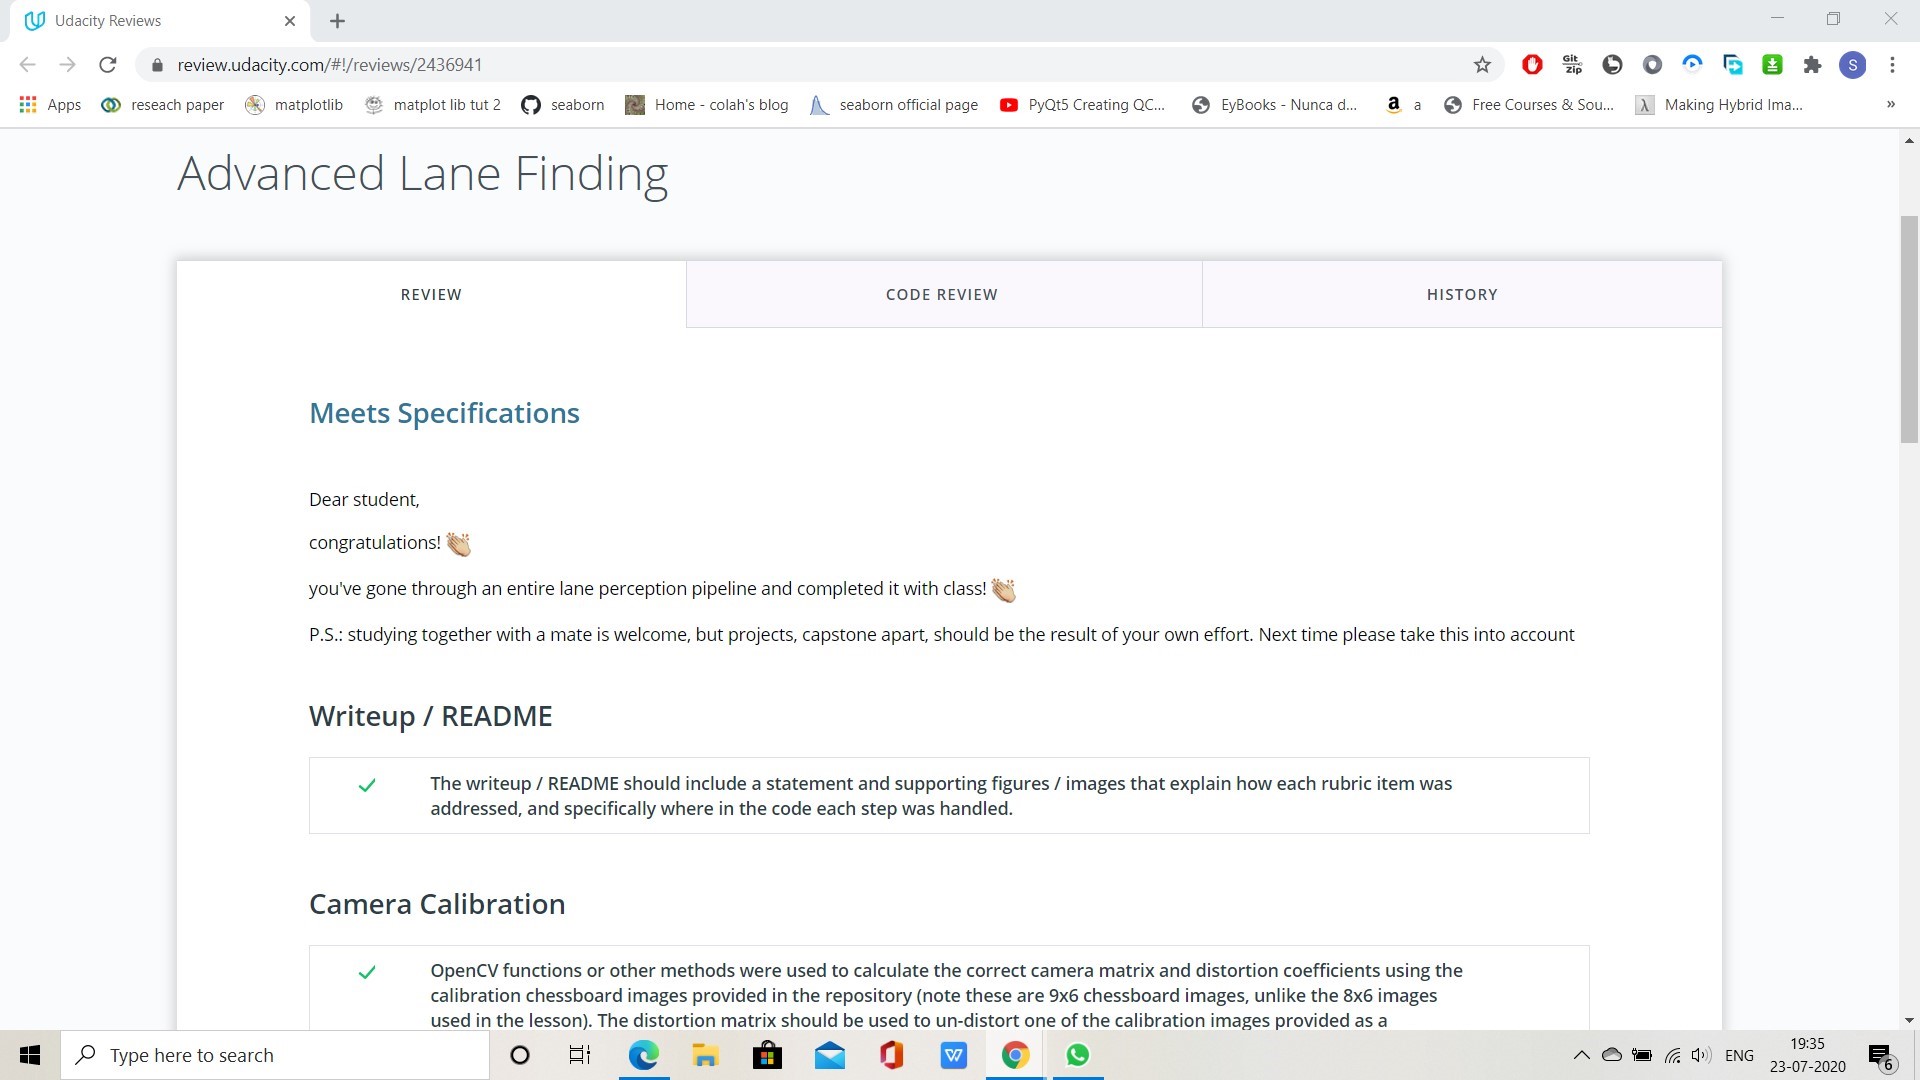 Udacity Reviews
review.udacity.com/#!/reviews/2436941
Git Zip
S
Apps
reseach paper
matplotlib
matplot lib tut 2
seaborn
Home - colah's blog
seaborn official page
PyQt5 Creating QC...
EyBooks - Nunca d...
a
a
Free Courses & Sou...
λ
Making Hybrid Ima...
»
Advanced Lane Finding
REVIEW
CODE REVIEW
HISTORY
Meets Specifications
Dear student,
congratulations! 👏
you've gone through an entire lane perception pipeline and completed it with class! 👏
P.S.: studying together with a mate is welcome, but projects, capstone apart, should be the result of your own effort. Next time please take this into account
Writeup / README
The writeup / README should include a statement and supporting figures / images that explain how each rubric item was
addressed, and specifically where in the code each step was handled.
Camera Calibration
OpenCV functions or other methods were used to calculate the correct camera matrix and distortion coefficients using the
calibration chessboard images provided in the repository (note these are 9x6 chessboard images, unlike the 8x6 images
used in the lesson). The distortion matrix should be used to un-distort one of the calibration images provided as a
Type here to search
W
ENG
19:35
23-07-2020
6